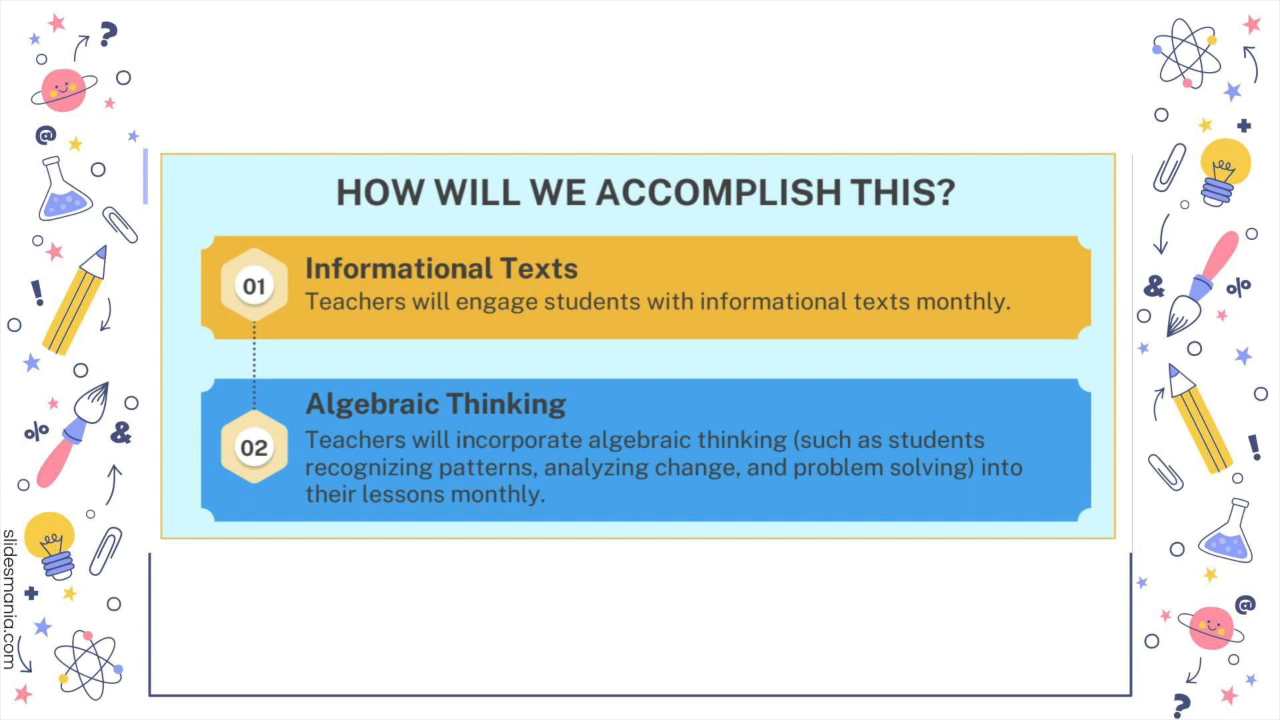 HOW WILL WE ACCOMPLISH THIS?
01
Informational Texts
Teachers will engage students with informational texts monthly.
02
Algebraic Thinking
Teachers will incorporate algebraic thinking (such as students
recognizing patterns, analyzing change, and problem solving) into
their lessons monthly.
slidesmania.com